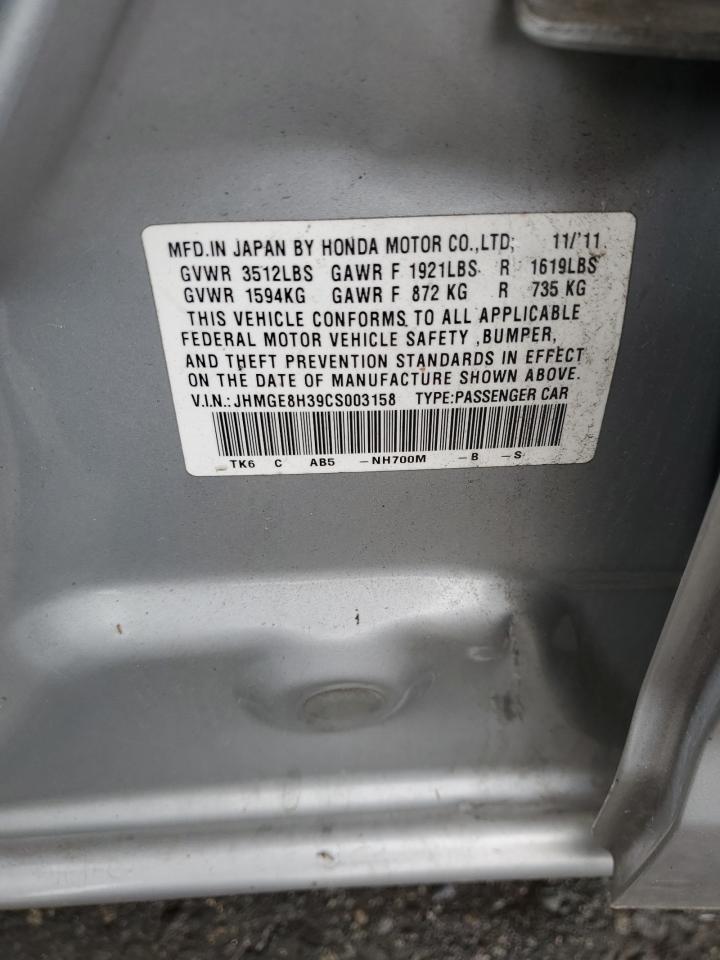 MFD.IN JAPAN BY HONDA MOTOR CO.,LTD; 11/'11
GVWR 3512LBS GAWR F 1921LBS R 1619LBS
GVWR 1594KG GAWR F 872 KG R 735 KG
THIS VEHICLE CONFORMS TO ALL APPLICABLE
FEDERAL MOTOR VEHICLE SAFETY ,BUMPER,
AND THEFT PREVENTION STANDARDS IN EFFECT
ON THE DATE OF MANUFACTURE SHOWN ABOVE.
V.I.N.: JHMGE8H39CS003158 TYPE:PASSENGER CAR
TK6 C AB5 -NH700M -B -S